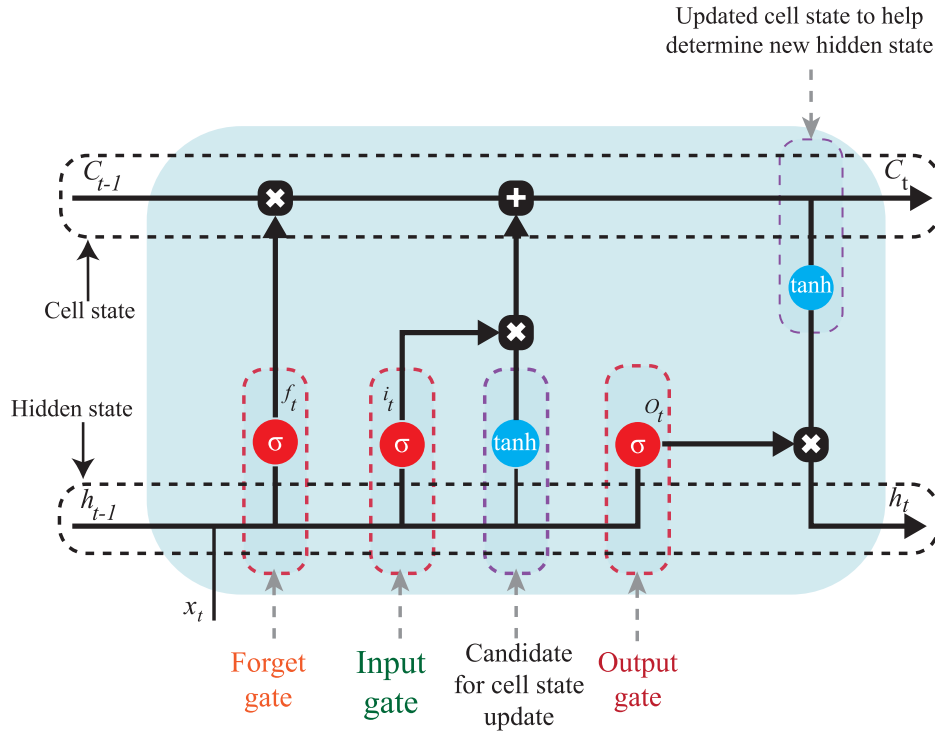 Updated cell state to help
determine new hidden state
C_{t-1}
C_t
×
+
Cell state
tanh
×
Hidden state
f_t
i_t
O_t
σ
σ
tanh
σ
×
h_{t-1}
h_t
x_t
Forget
gate
Input
gate
Candidate
for cell state
update
Output
gate